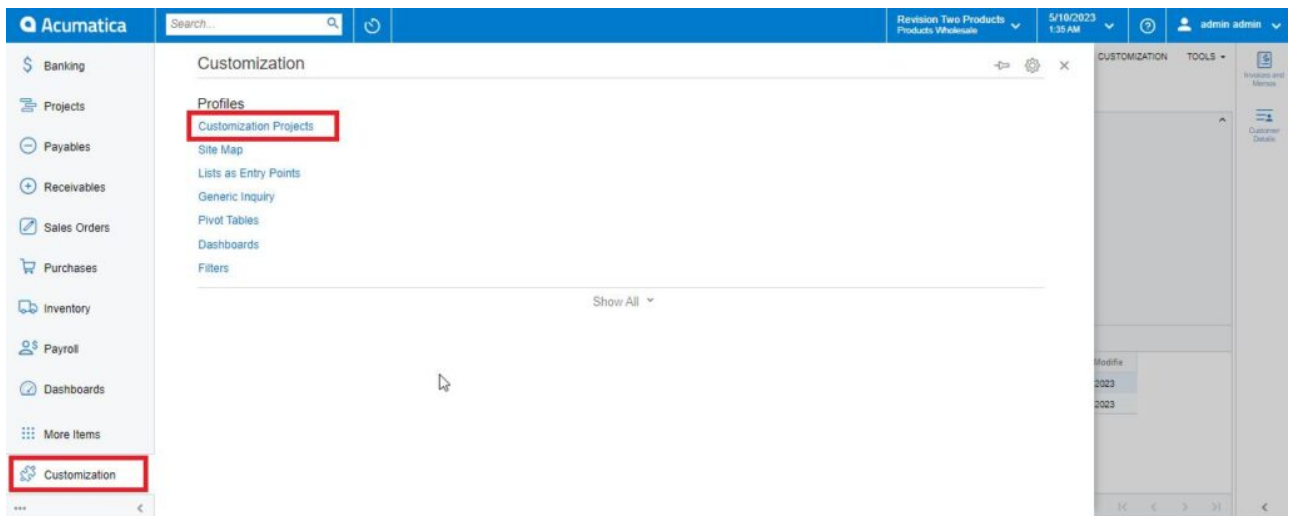 Acumatica
Search...
Revision Two Products
Products Wholesale
5/10/2023
1:35 AM
admin admin
Banking
Projects
Payables
Receivables
Sales Orders
Purchases
Inventory
Payroll
Dashboards
More Items
Customization
Customization
Profiles
Customization Projects
Site Map
Lists as Entry Points
Generic Inquiry
Pivot Tables
Dashboards
Filters
Show All
CUSTOMIZATION
TOOLS
Invoices and
Memos
Customer
Details
Modifie
2023
2023